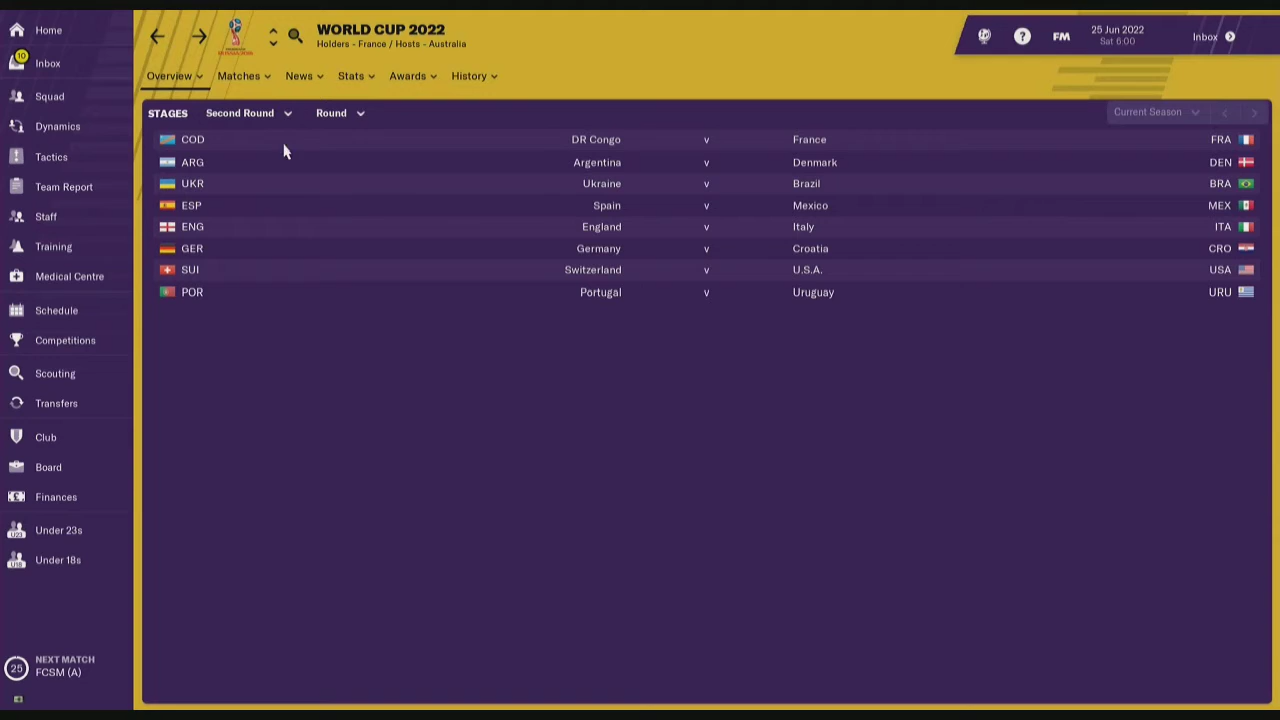 Home
10
Inbox
Squad
Dynamics
Tactics
Team Report
Staff
Training
Medical Centre
Schedule
Competitions
Scouting
Transfers
Club
Board
Finances
U23
Under 23s
U18
Under 18s
25
NEXT MATCH
FCSM (A)
WORLD CUP 2022
Holders - France / Hosts - Australia
?
FM
25 Jun 2022
Sat 6:00
Inbox
Overview Matches News Stats Awards History
STAGES Second Round Round Current Season
COD DR Congo v France FRA
ARG Argentina v Denmark DEN
UKR Ukraine v Brazil BRA
ESP Spain v Mexico MEX
ENG England v Italy ITA
GER Germany v Croatia CRO
SUI Switzerland v U.S.A. USA
POR Portugal v Uruguay URU